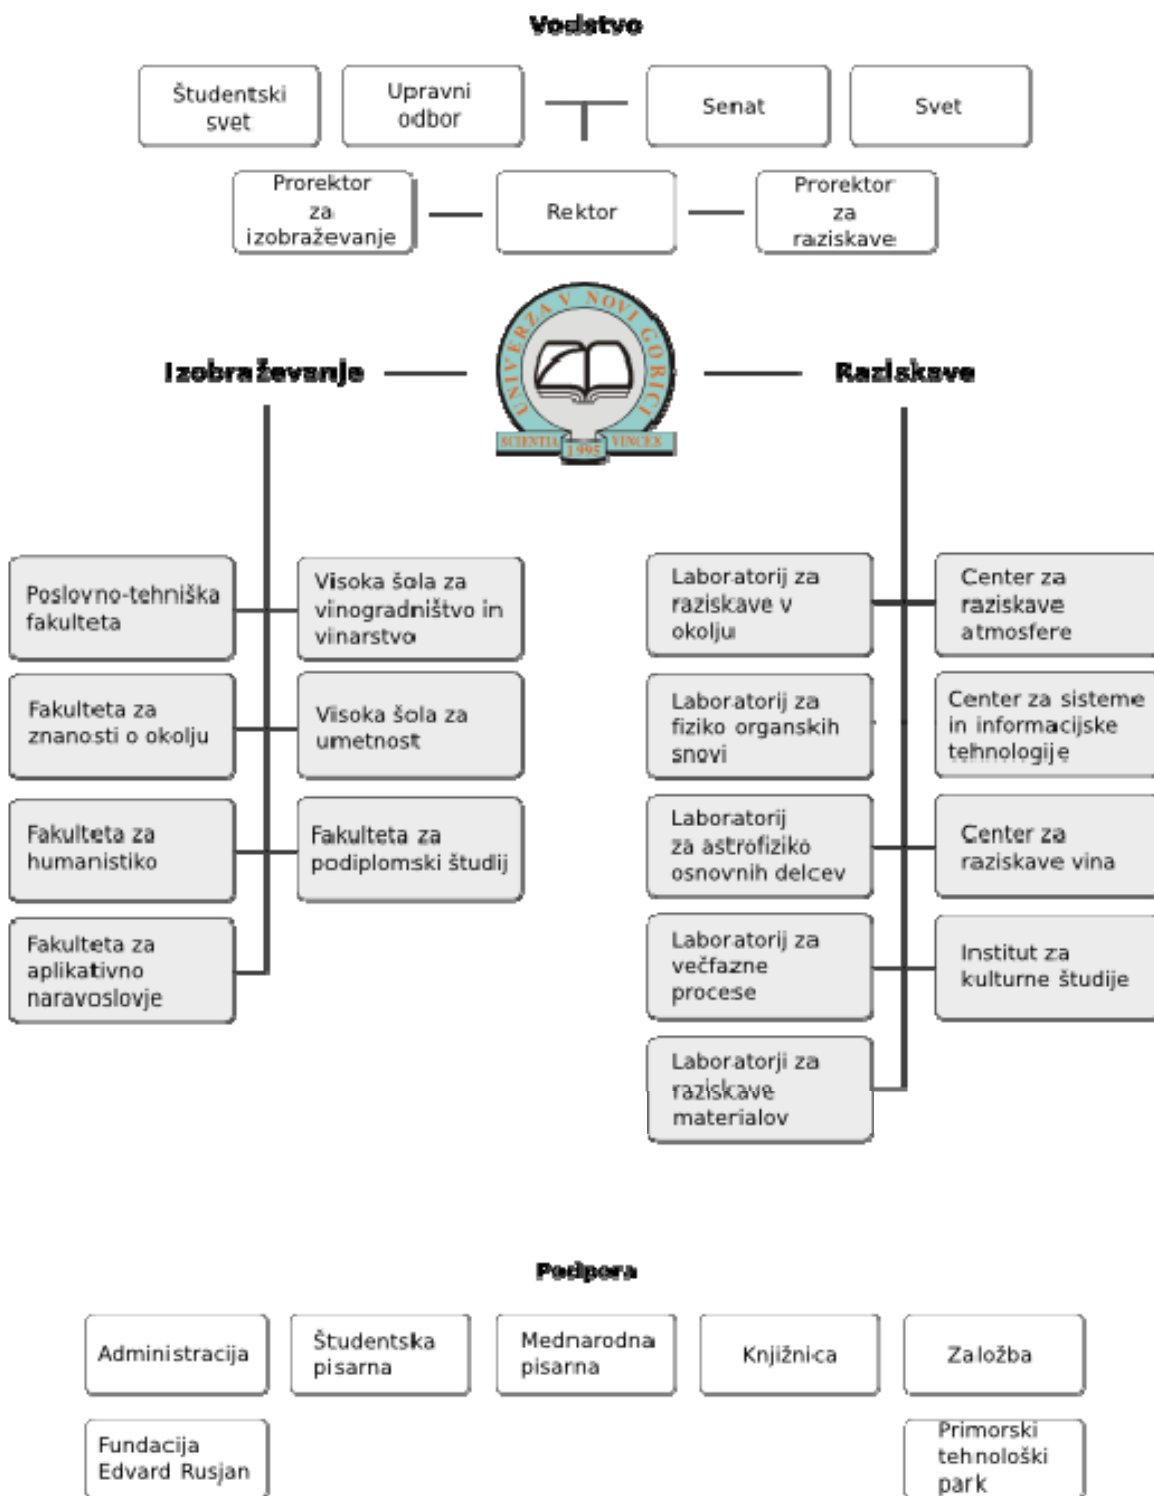 Vodstvo
Študentski
svet
Upravni
odbor
Senat
Svet
Prorektor
za
izobraževanje
Rektor
Prorektor
za
raziskave
UNIVERZA V NOVI GORICI
SCIENTIA
1995
VINCES
Izobraževanje
Raziskave
Poslovno-tehniška
fakulteta
Visoka šola za
vinogradništvo in
vinarstvo
Fakulteta za
znanosti o okolju
Visoka šola za
umetnost
Fakulteta za
humanistiko
Fakulteta za
podiplomski študij
Fakulteta za
aplikativno
naravoslovje
Laboratorij za
raziskave v
okolju
Center za
raziskave
atmosfere
Laboratorij za
fiziko organskih
snovi
Center za sisteme
in informacijske
tehnologije
Laboratorij
za astrofiziko
osnovnih delcev
Center za
raziskave vina
Laboratorij za
večfazne
procese
Institut za
kulturne študije
Laboratorji za
raziskave
materialov
Podpora
Administracija
Študentska
pisarna
Mednarodna
pisarna
Knjižnica
Založba
Fundacija
Edvard Rusjan
Primorski
tehnološki
park